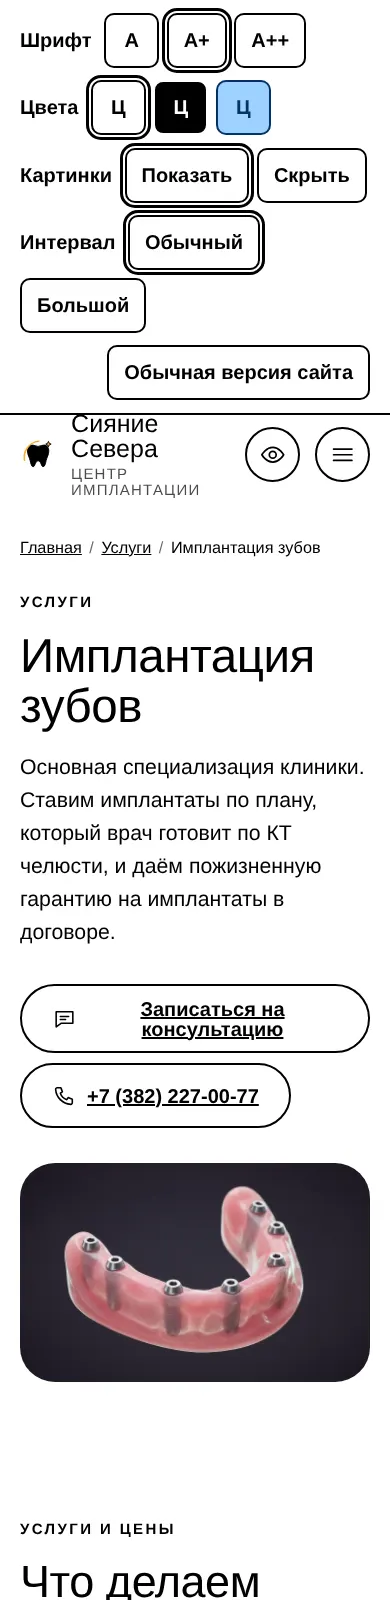 Шрифт A A+ A++
Цвета Ц Ц Ц
Картинки Показать Скрыть
Интервал Обычный
Большой
Обычная версия сайта
Сияние
Севера
ЦЕНТР
ИМПЛАНТАЦИИ
Главная / Услуги / Имплантация зубов
УСЛУГИ
Имплантация
зубов
Основная специализация клиники.
Ставим имплантаты по плану,
который врач готовит по КТ
челюсти, и даём пожизненную
гарантию на имплантаты в
договоре.
Записаться на
консультацию
+7 (382) 227-00-77
УСЛУГИ И ЦЕНЫ
Что делаем